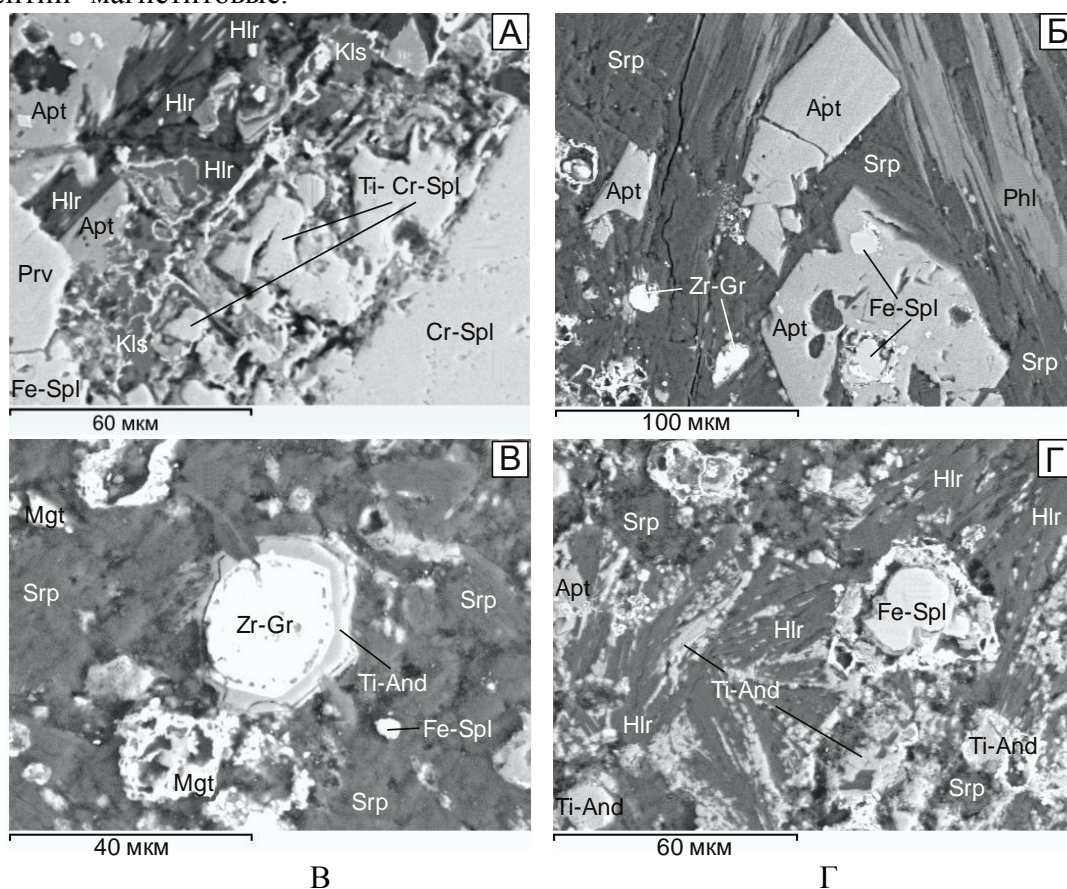 ентин- магнетитовые.
А
Hlr
Kls
Apt
Hlr
Hlr
Hlr
Apt
Ti- Cr-Spl
Prv
Kls
Cr-Spl
Fe-Spl
60 мкм
Б
Srp
Apt
Srp
Apt
Phl
Zr-Gr
Fe-Spl
Apt
Srp
100 мкм
В
Mgt
Srp
Srp
Zr-Gr
Ti-And
Fe-Spl
Mgt
Srp
40 мкм
Г
Hlr
Srp
Hlr
Apt
Fe-Spl
Hlr
Ti-And
Hlr
Ti-And
Srp
Ti-And
60 мкм
В
Г